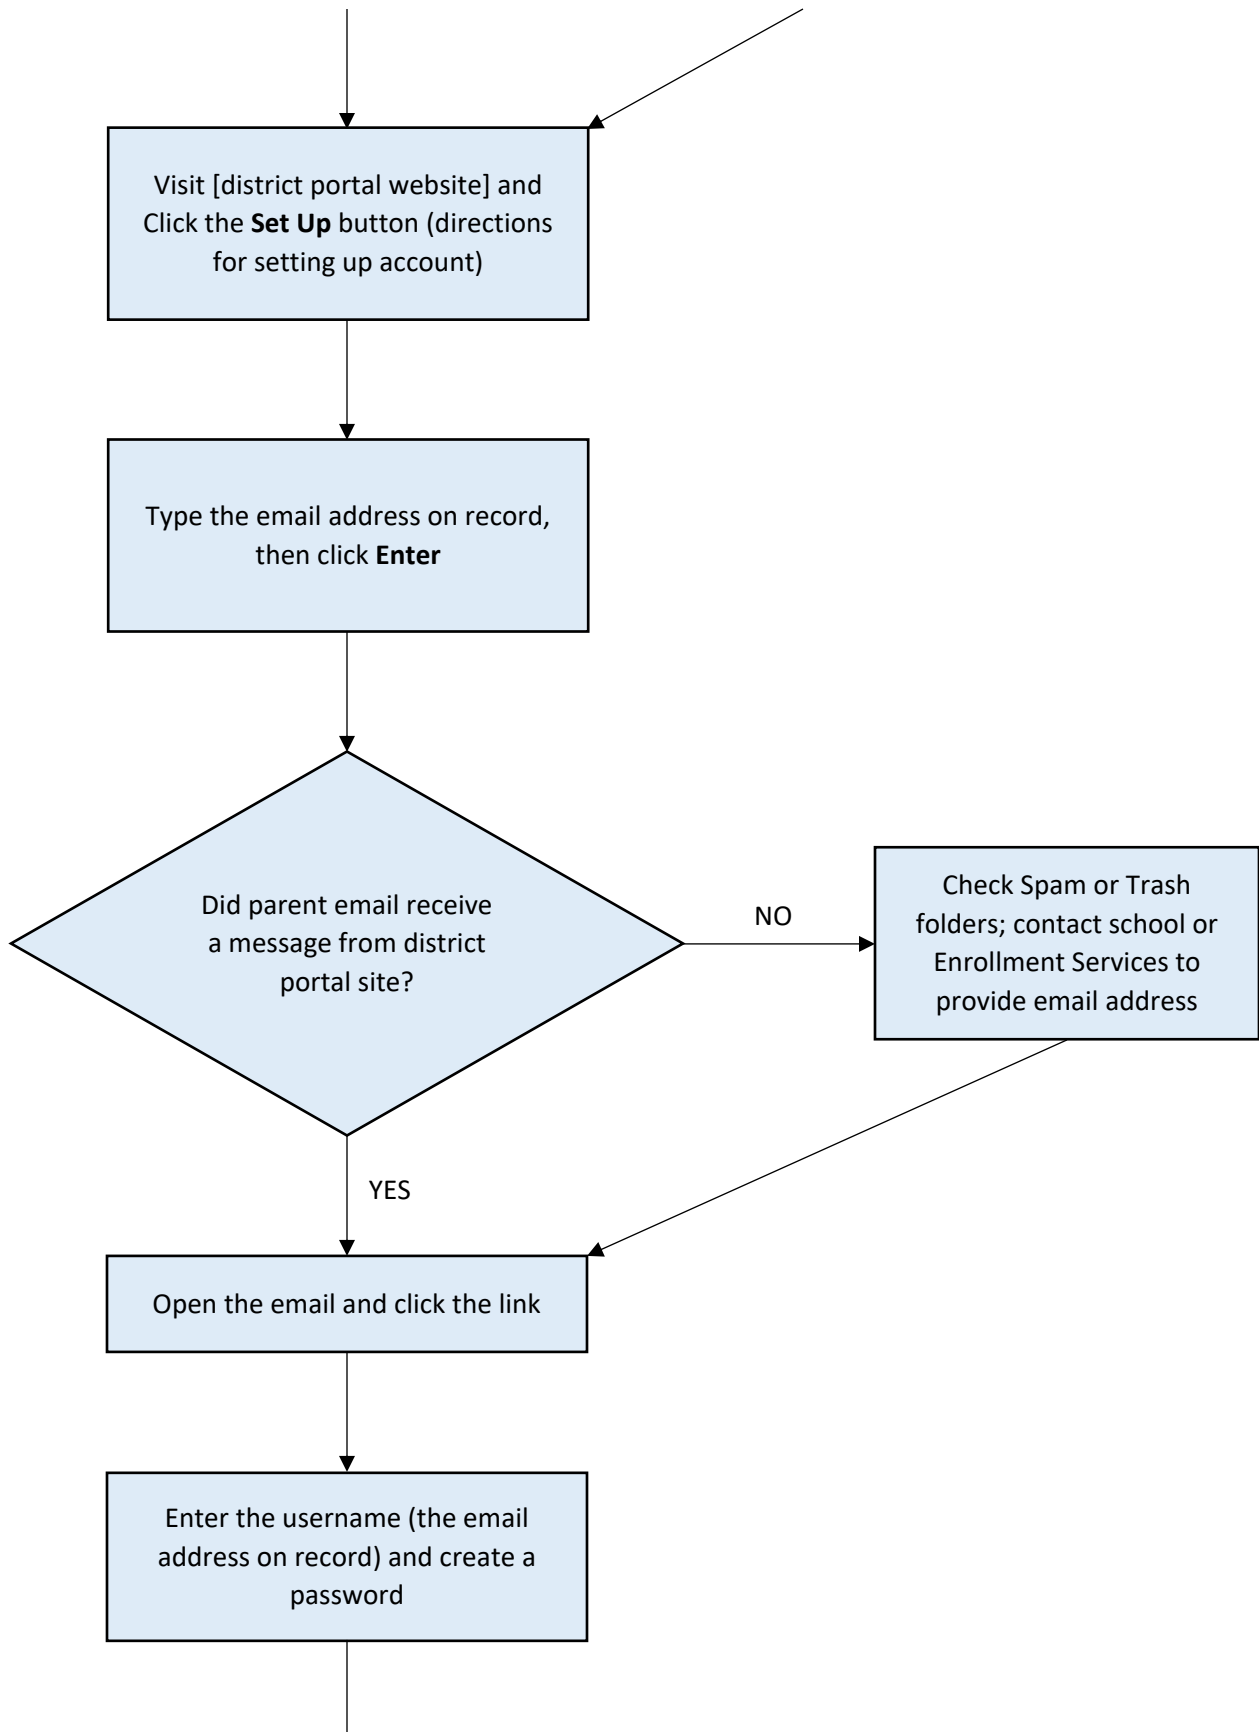 Visit [district portal website] and
Click the Set Up button (directions
for setting up account)
Type the email address on record,
then click Enter
Did parent email receive
a message from district
portal site?
NO
Check Spam or Trash
folders; contact school or
Enrollment Services to
provide email address
YES
Open the email and click the link
Enter the username (the email
address on record) and create a
password